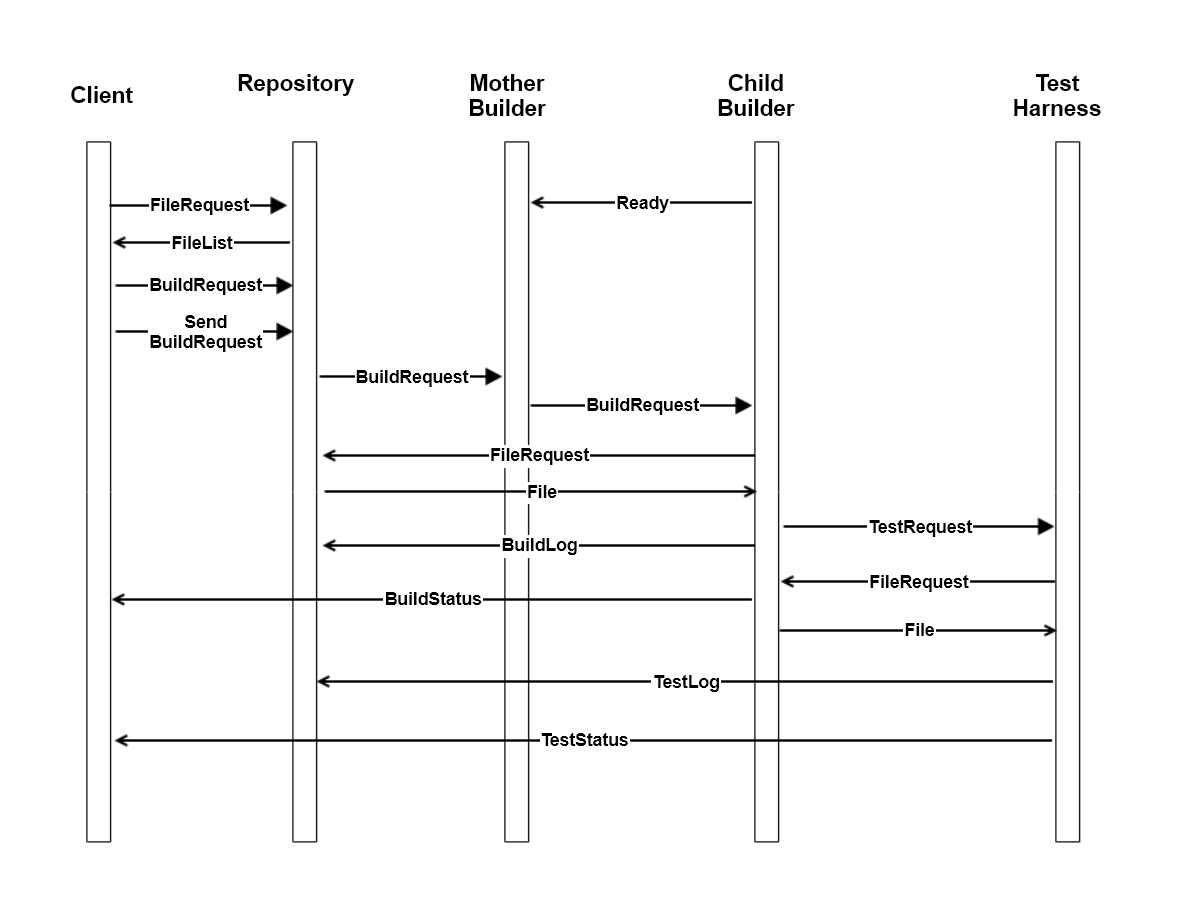 Client
Repository
Mother
Builder
Child
Builder
Test
Harness
FileRequest
Ready
FileList
BuildRequest
Send
BuildRequest
BuildRequest
BuildRequest
FileRequest
File
TestRequest
BuildLog
FileRequest
BuildStatus
File
TestLog
TestStatus